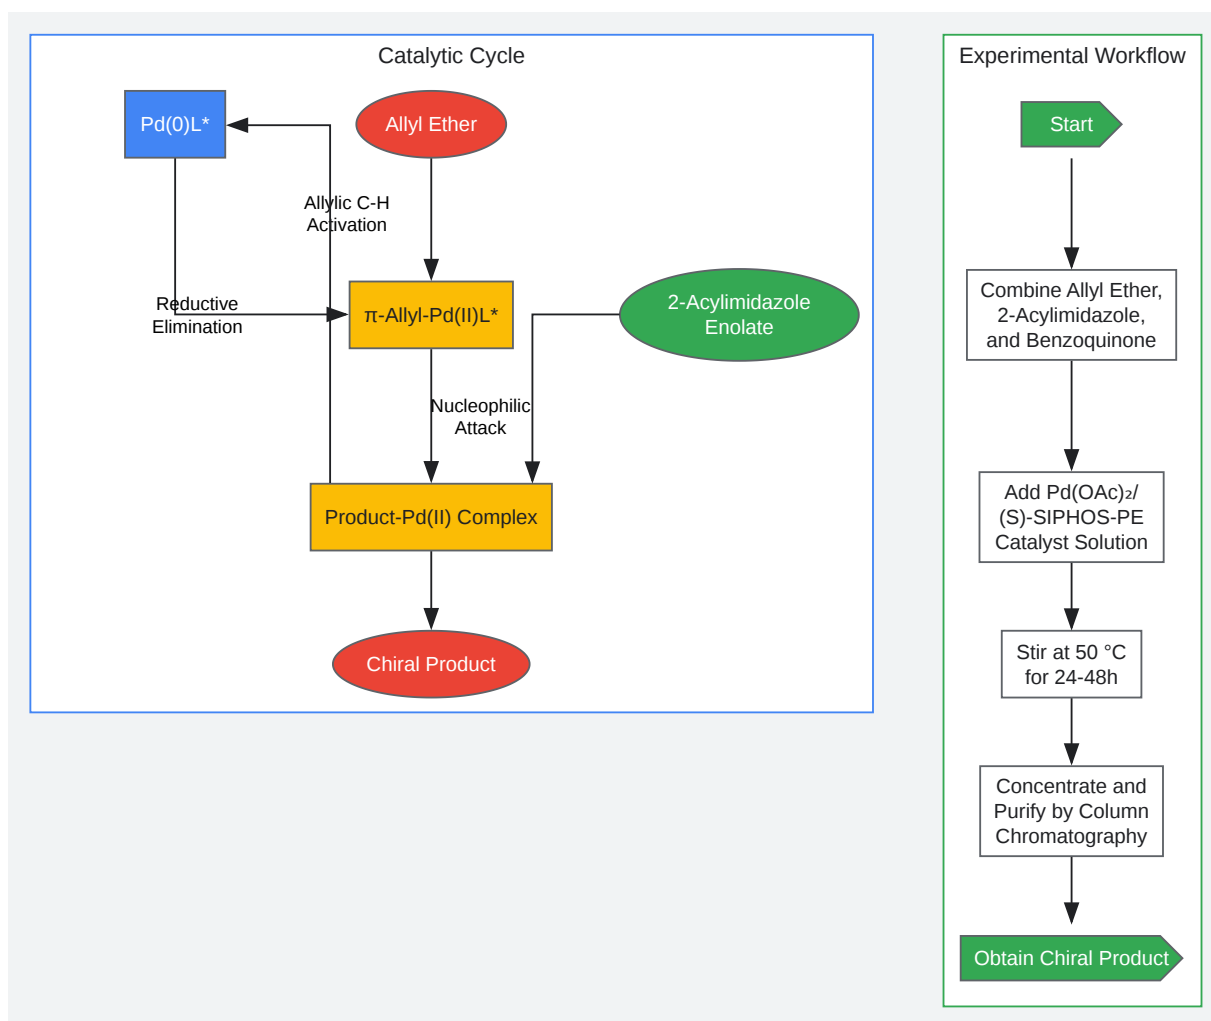 Catalytic Cycle
Pd(0)L*
Allyl Ether
Allylic C-H
Activation
Reductive
Elimination
π-Allyl-Pd(II)L*
2-Acylimidazole
Enolate
Nucleophilic
Attack
Product-Pd(II) Complex
Chiral Product
Experimental Workflow
Start
Combine Allyl Ether,
2-Acylimidazole,
and Benzoquinone
Add Pd(OAc)₂/
(S)-SIPHOS-PE
Catalyst Solution
Stir at 50 °C
for 24-48h
Concentrate and
Purify by Column
Chromatography
Obtain Chiral Product